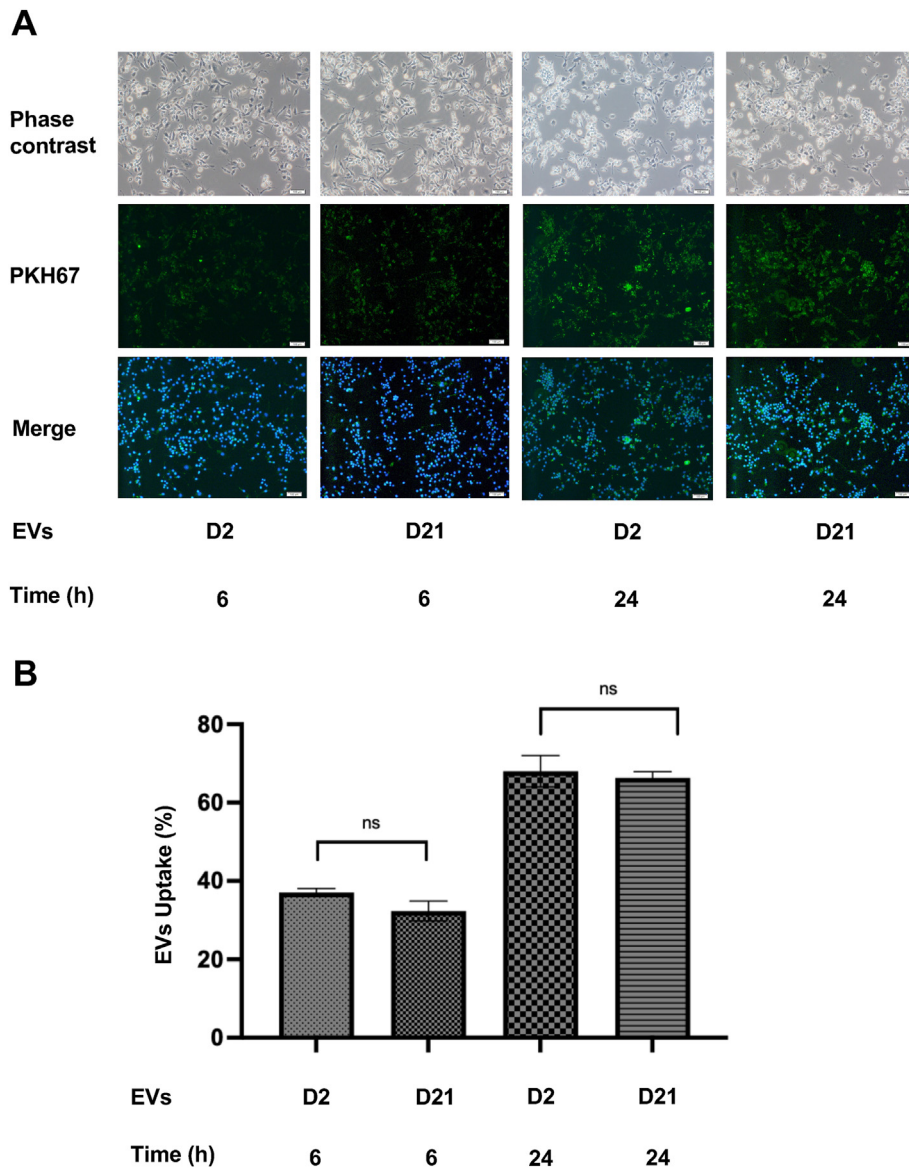 A
Phase
contrast
PKH67
Merge
EVs D2 D21 D2 D21
Time (h) 6 6 24 24
B
ns
ns
80
60
40
20
0
EVs Uptake (%)
EVs D2 D21 D2 D21
Time (h) 6 6 24 24